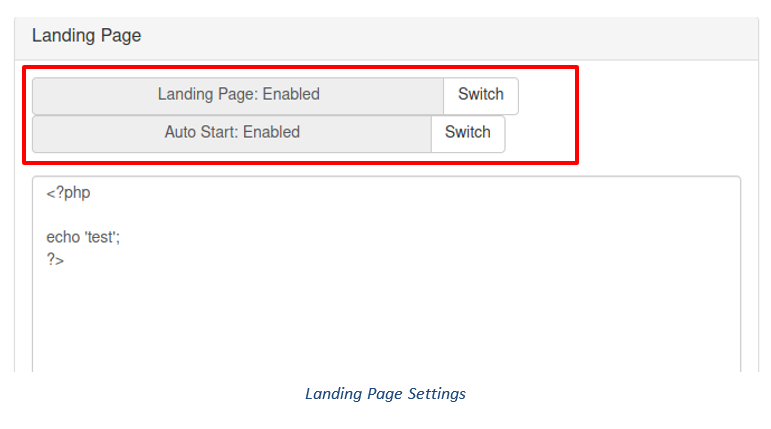 Landing Page
Landing Page: Enabled Switch
Auto Start: Enabled Switch
<?php
echo 'test';
?>
Landing Page Settings